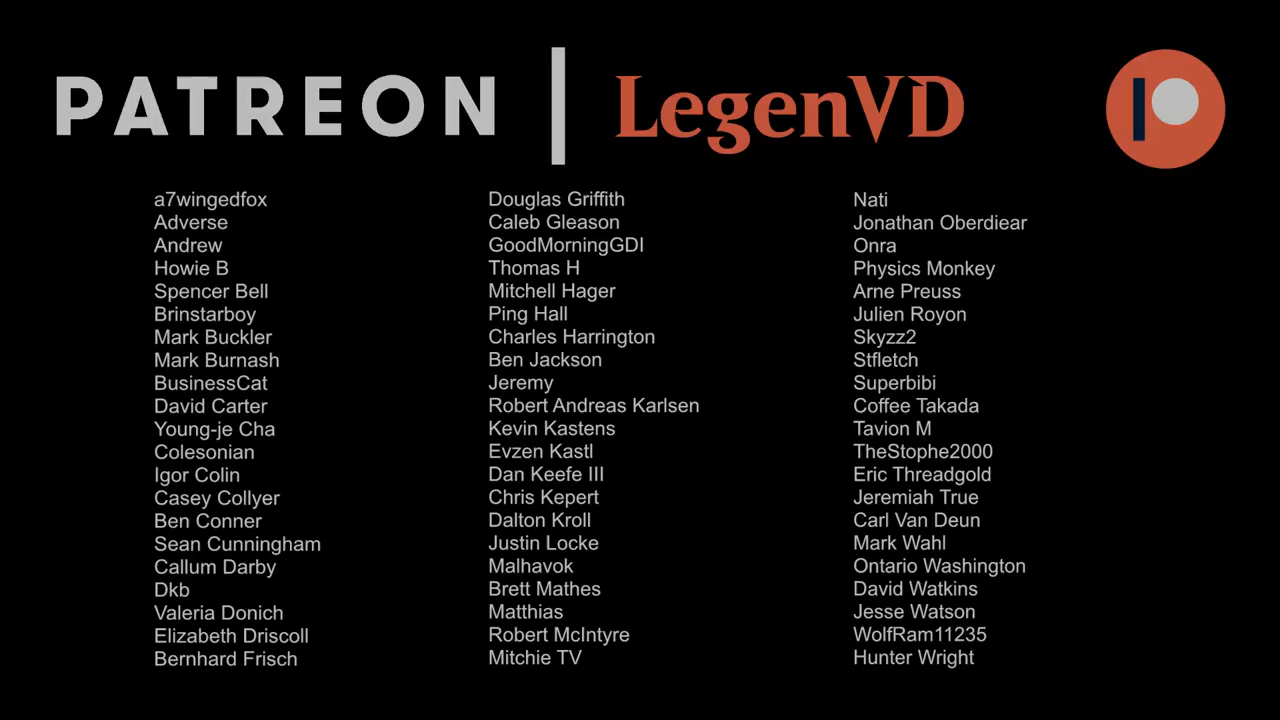 PATREON | LegenVD
a7wingedfox
Adverse
Andrew
Howie B
Spencer Bell
Brinstarboy
Mark Buckler
Mark Burnash
BusinessCat
David Carter
Young-je Cha
Colesonian
Igor Colin
Casey Collyer
Ben Conner
Sean Cunningham
Callum Darby
Dkb
Valeria Donich
Elizabeth Driscoll
Bernhard Frisch
Douglas Griffith
Caleb Gleason
GoodMorningGDI
Thomas H
Mitchell Hager
Ping Hall
Charles Harrington
Ben Jackson
Jeremy
Robert Andreas Karlsen
Kevin Kastens
Evzen Kastl
Dan Keefe III
Chris Kepert
Dalton Kroll
Justin Locke
Malhavok
Brett Mathes
Matthias
Robert McIntyre
Mitchie TV
Nati
Jonathan Oberdiear
Onra
Physics Monkey
Arne Preuss
Julien Royon
Skyzz2
Stfletch
Superbibi
Coffee Takada
Tavion M
TheStophe2000
Eric Threadgold
Jeremiah True
Carl Van Deun
Mark Wahl
Ontario Washington
David Watkins
Jesse Watson
WolfRam11235
Hunter Wright